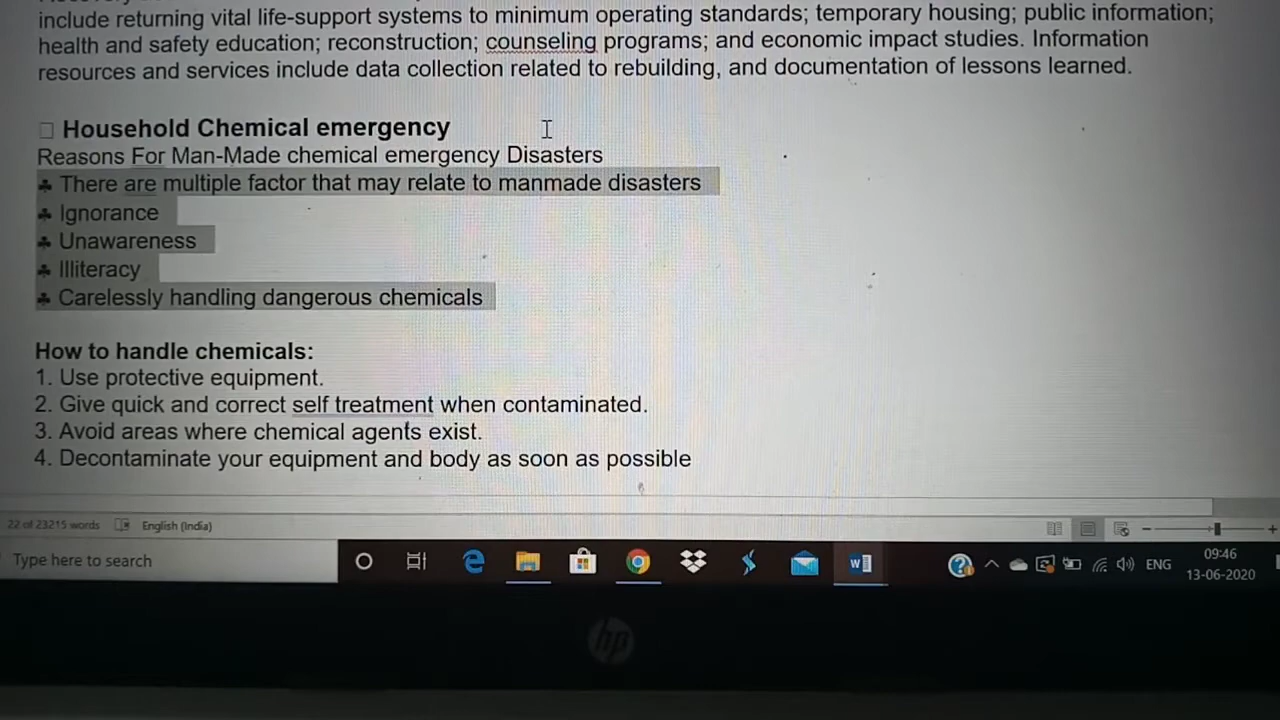 include returning vital life-support systems to minimum operating standards; temporary housing; public information;
health and safety education; reconstruction; counseling programs; and economic impact studies. Information
resources and services include data collection related to rebuilding, and documentation of lessons learned.
Household Chemical emergency
Reasons For Man-Made chemical emergency Disasters
♣ There are multiple factor that may relate to manmade disasters
♣ Ignorance
♣ Unawareness
♣ Illiteracy
♣ Carelessly handling dangerous chemicals
How to handle chemicals:
1. Use protective equipment.
2. Give quick and correct self treatment when contaminated.
3. Avoid areas where chemical agents exist.
4. Decontaminate your equipment and body as soon as possible
22 of 23215 words English (India)
Type here to search
ENG
09:46
13-06-2020
hp